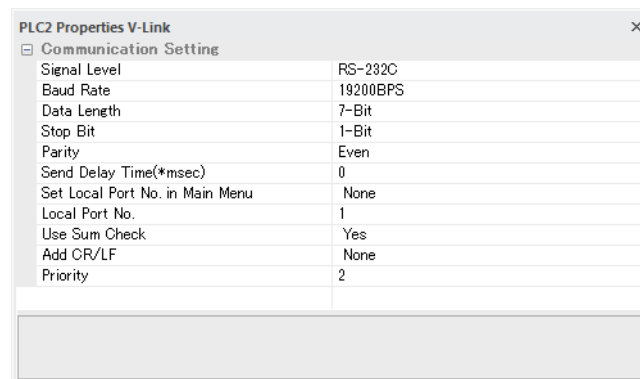 PLC2 Properties V-Link
Communication Setting
Signal Level RS-232C
Baud Rate 19200BPS
Data Length 7-Bit
Stop Bit 1-Bit
Parity Even
Send Delay Time(*msec) 0
Set Local Port No. in Main Menu None
Local Port No. 1
Use Sum Check Yes
Add CR/LF None
Priority 2